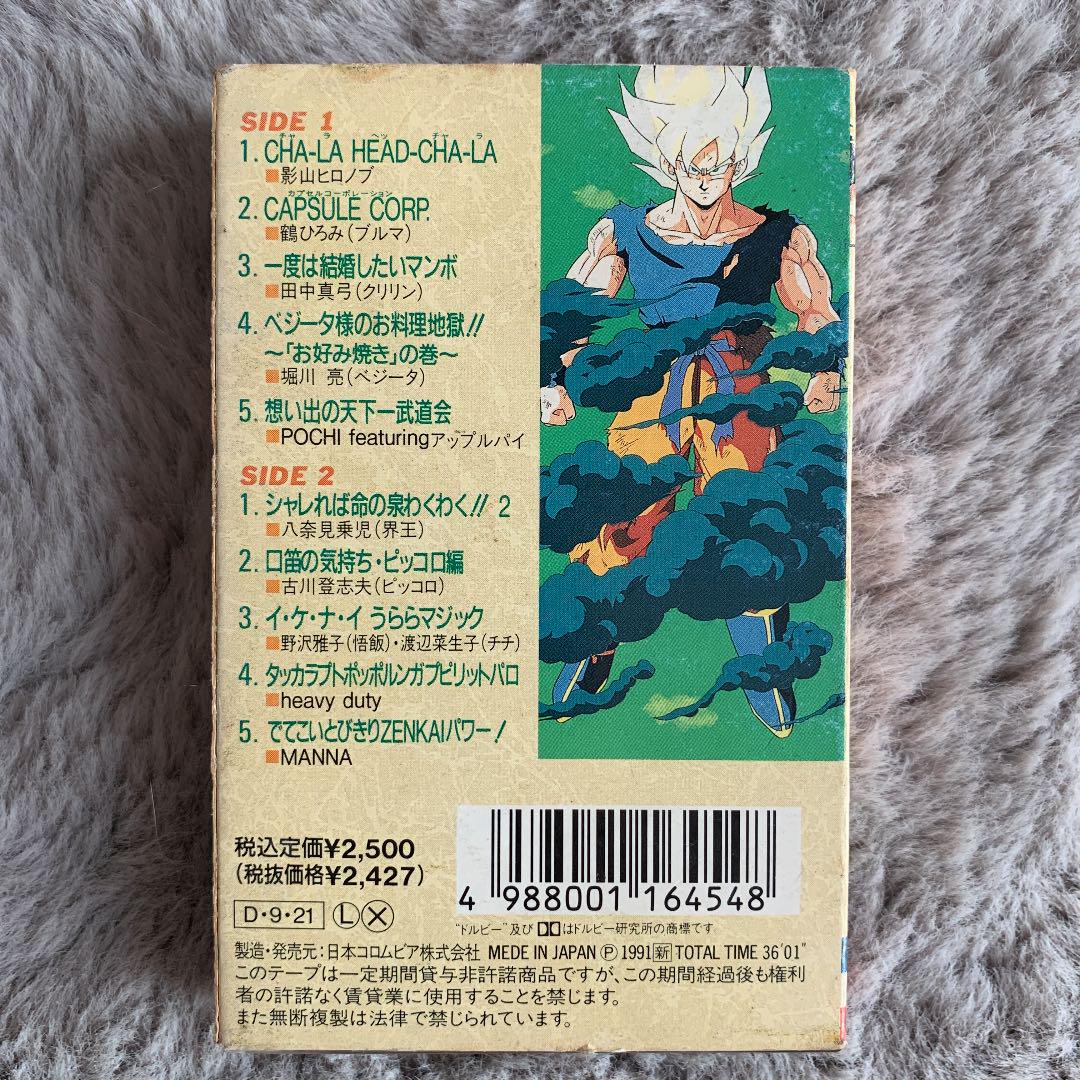 SIDE 1
チャ ラ ヘッ チャ ラ
1. CHA-LA HEAD-CHA-LA
■影山ヒロノブ
カプセルコーポレーション
2. CAPSULE CORP.
■鶴ひろみ(ブルマ)
3. 一度は結婚したいマンボ
■田中真弓(クリリン)
4. ベジータ様のお料理地獄!!
〜「お好み焼き」の巻〜
■堀川 亮(ベジータ)
5. 想い出の天下一武道会
■POCHI featuringアップルパイ
SIDE 2
1. シャレれば命の泉わくわく!! 2
■八奈見乗児(界王)
2. 口笛の気持ち・ピッコロ編
■古川登志夫(ピッコロ)
3. イ・ケ・ナ・イ うららマジック
■野沢雅子(悟飯)・渡辺菜生子(チチ)
4. タッカラプトポッポルンガプピリットパロ
■heavy duty
5. でてこいとびきりZENKAIパワー!
■MANNA
税込定価¥2,500
(税抜価格¥2,427)
D・9・21 Ⓛ Ⓧ
4 988001 164548
"ドルビー"及びDDはドルビー研究所の商標です
製造・発売元:日本コロムビア株式会社 MEDE IN JAPAN Ⓟ 1991 新 TOTAL TIME 36'01"
このテープは一定期間貸与非許諾商品ですが、この期間経過後も権利
者の許諾なく賃貸業に使用することを禁じます。
また無断複製は法律で禁じられています。